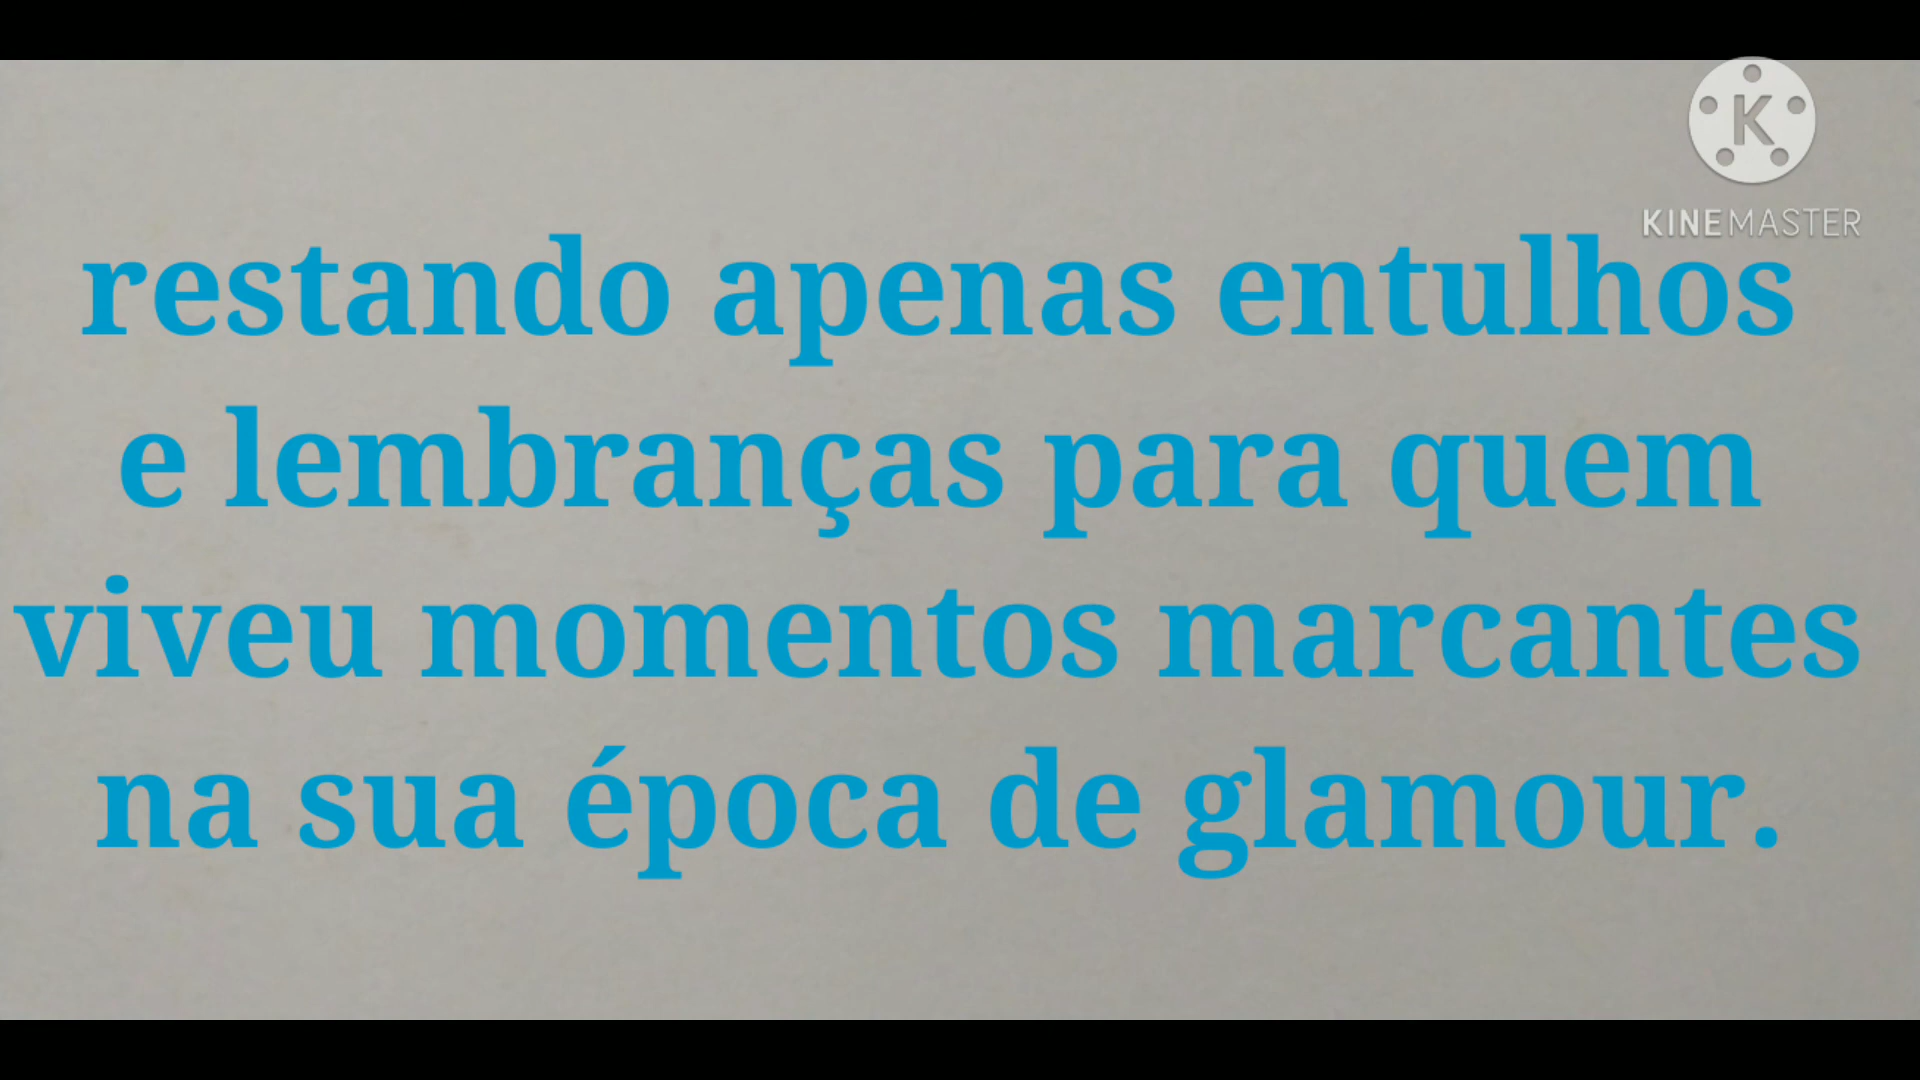 K
KINEMASTER
restando apenas entulhos
e lembranças para quem
viveu momentos marcantes
na sua época de glamour.